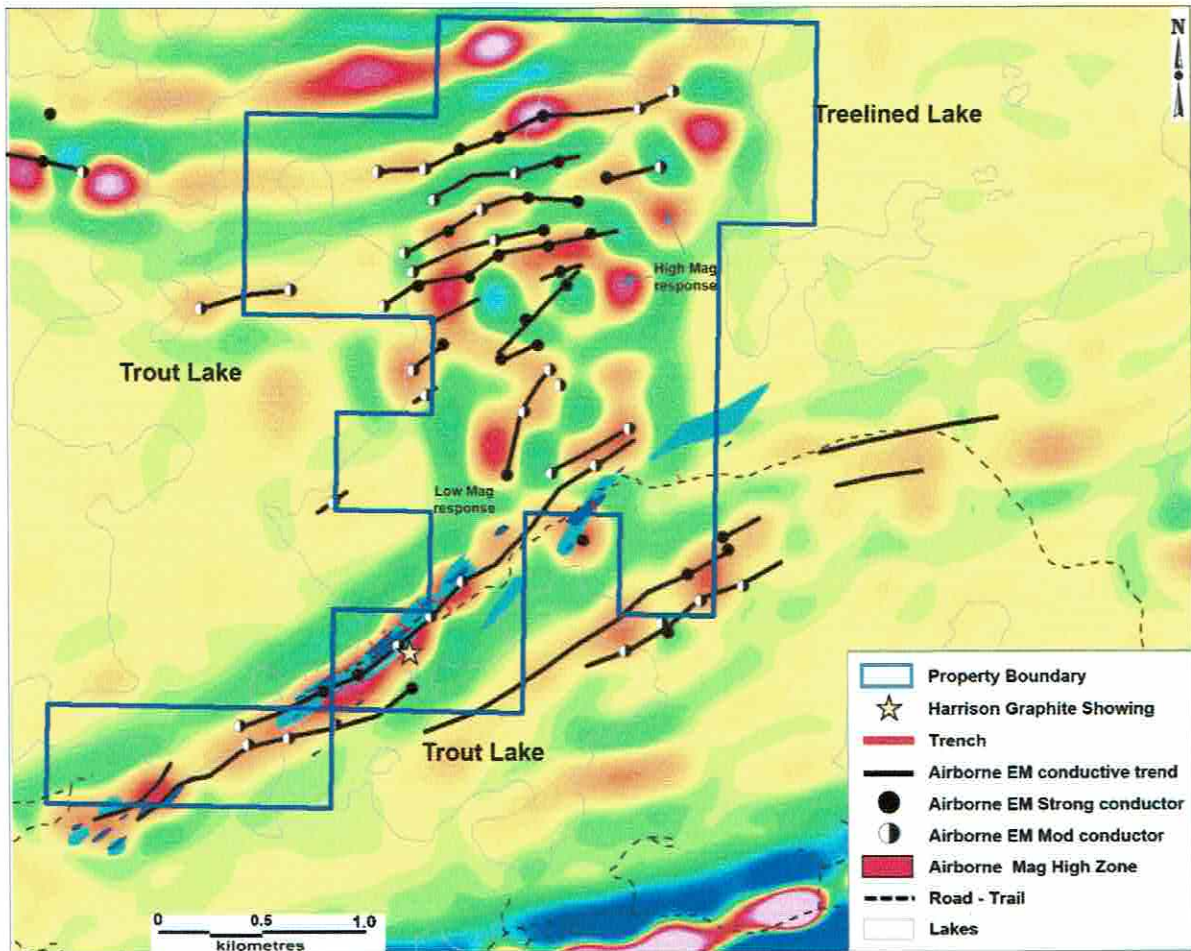 N
Treelined Lake
High Mag
response
Trout Lake
Low Mag
response
Trout Lake
Property Boundary
Harrison Graphite Showing
Trench
Airborne EM conductive trend
Airborne EM Strong conductor
Airborne EM Mod conductor
Airborne Mag High Zone
Road - Trail
Lakes
0 0.5 1.0
kilometres